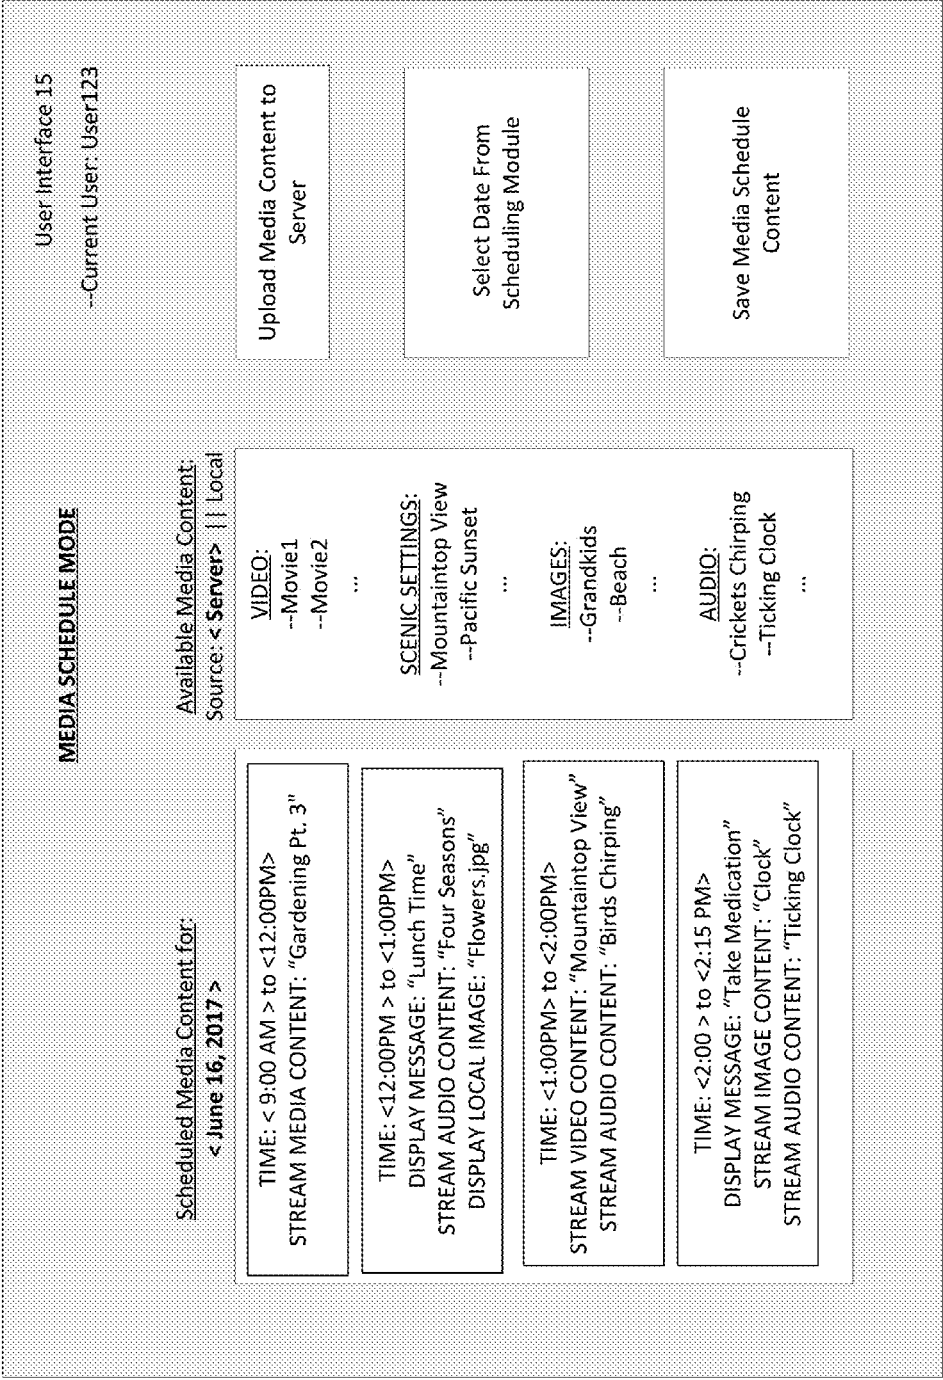 MEDIA SCHEDULE MODE
User Interface 15
--Current User: User123
Scheduled Media Content for:
< June 16, 2017 >
TIME: < 9:00 AM > to <12:00PM>
STREAM MEDIA CONTENT: “Gardening Pt. 3"
TIME: <12:00PM > to <1:00PM>
DISPLAY MESSAGE: “Lunch Time”
STREAM AUDIO CONTENT: “Four Seasons”
DISPLAY LOCAL IMAGE: “Flowers.jpg”
TIME: <1:00PM> to <2:00PM>
STREAM VIDEO CONTENT: “Mountaintop View”
STREAM AUDIO CONTENT: “Birds Chirping”
TIME: <2:00 > to <2:15 PM>
DISPLAY MESSAGE: “Take Medication”
STREAM IMAGE CONTENT: “Clock”
STREAM AUDIO CONTENT: “Ticking Clock”
Available Media Content:
Source: < Server> || Local
VIDEO:
--Movie1
--Movie2
...
SCENIC SETTINGS:
--Mountaintop View
--Pacific Sunset
...
IMAGES:
--Grandkids
--Beach
...
AUDIO:
--Crickets Chirping
--Ticking Clock
...
Upload Media Content to
Server
Select Date From
Scheduling Module
Save Media Schedule
Content